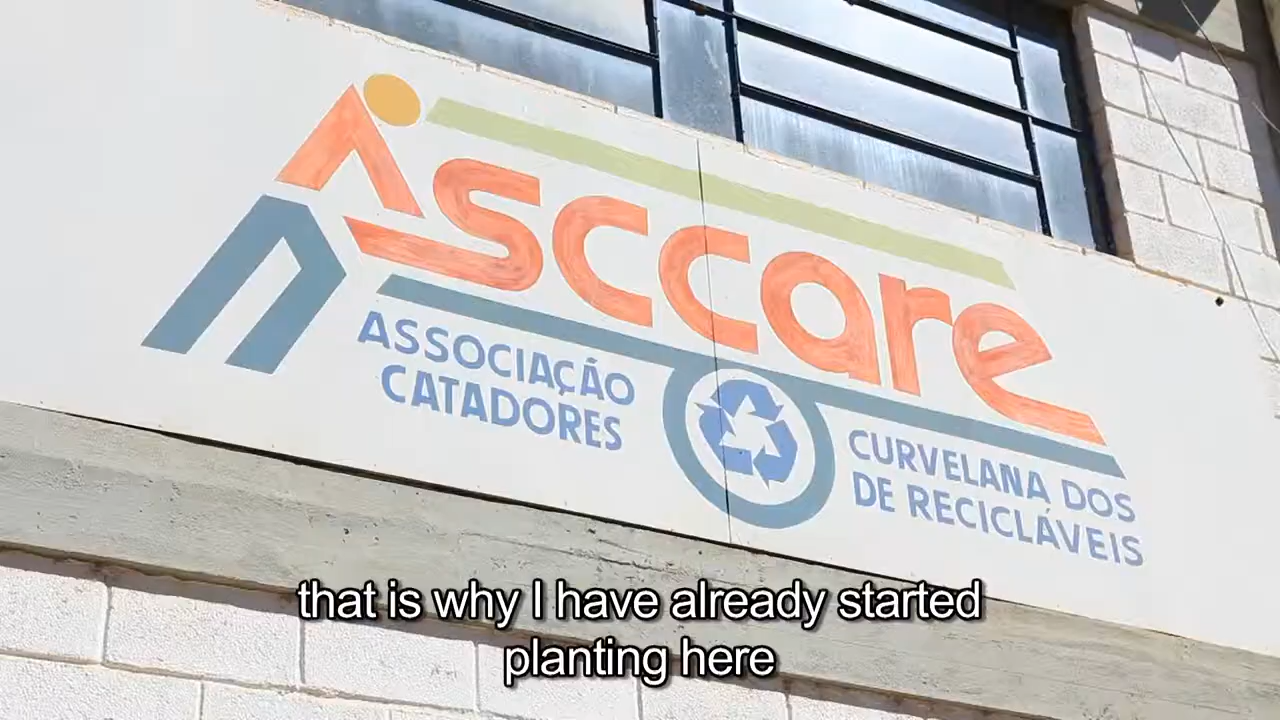 Asccare
ASSOCIAÇÃO CURVELANA DOS
CATADORES DE RECICLÁVEIS
that is why I have already started
planting here